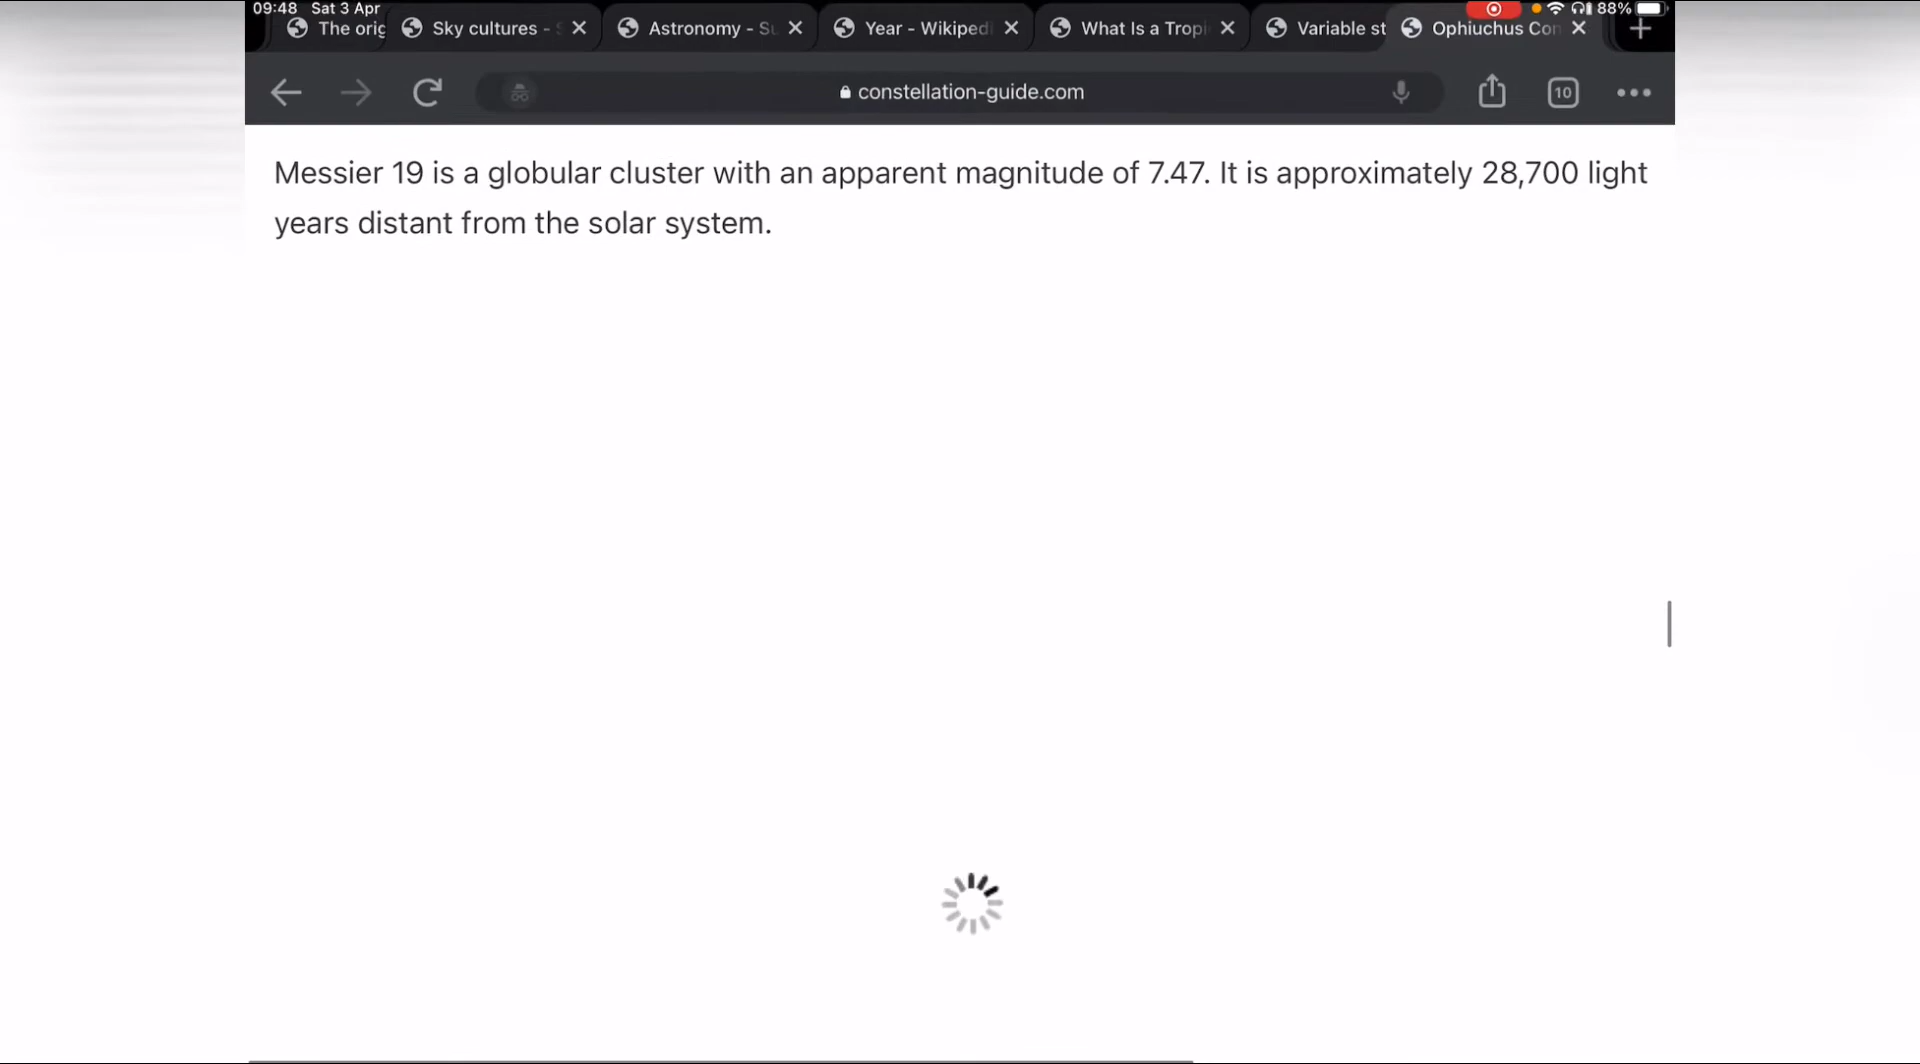 09:48 Sat 3 Apr 88%
The orig Sky cultures - Astronomy - Su Year - Wikipedi What Is a Tropi Variable st Ophiuchus Con
constellation-guide.com 10
Messier 19 is a globular cluster with an apparent magnitude of 7.47. It is approximately 28,700 light
years distant from the solar system.